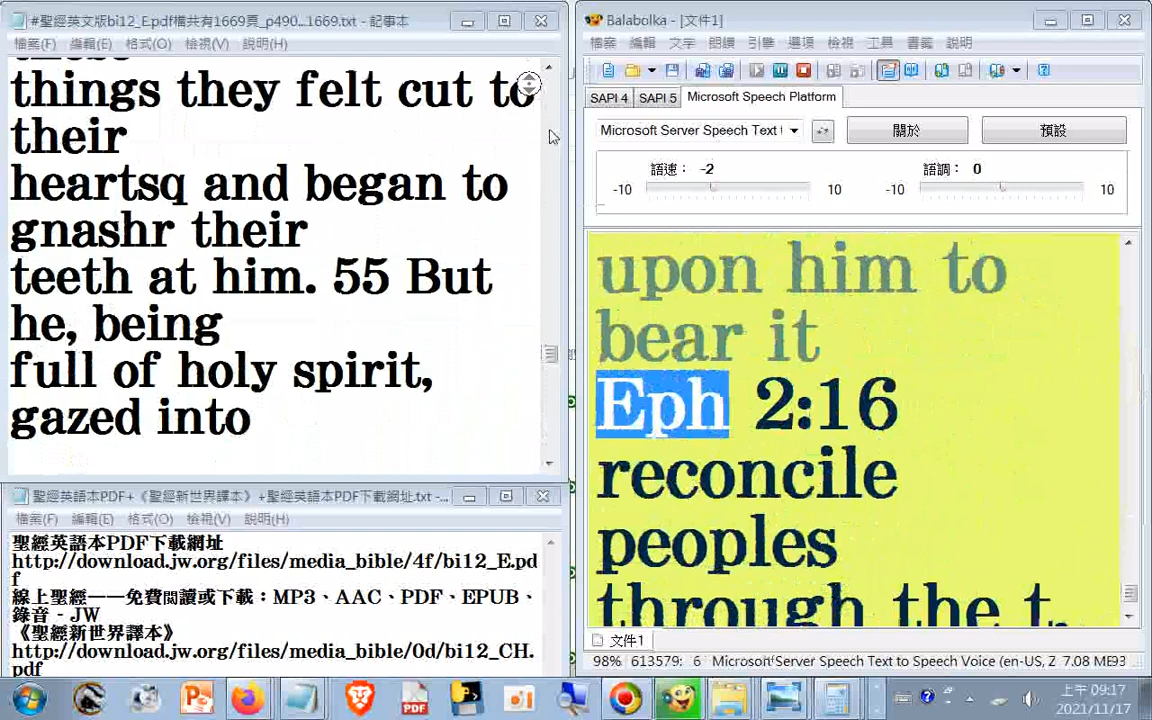 #聖經英文版bi12_E.pdf檔共有1669頁_p490...1669.txt - 記事本
檔案(F) 編輯(E) 格式(O) 檢視(V) 說明(H)
things they felt cut to
their
heartsq and began to
gnashr their
teeth at him. 55 But
he, being
full of holy spirit,
gazed into
聖經英語本PDF+《聖經新世界譯本》+聖經英語本PDF下載網址.txt -...
檔案(F) 編輯(E) 格式(O) 檢視(V) 說明(H)
聖經英語本PDF下載網址
http://download.jw.org/files/media_bible/4f/bi12_E.pd
f
線上聖經——免費閱讀或下載：MP3、AAC、PDF、EPUB、
錄音 - JW
《聖經新世界譯本》
http://download.jw.org/files/media_bible/0d/bi12_CH.
pdf
Balabolka - [文件1]
檔案 編輯 文字 朗讀 引擎 選項 檢視 工具 書籤 說明
SAPI 4 SAPI 5 Microsoft Speech Platform
Microsoft Server Speech Text 關於 預設
語速： -2 語調： 0
-10 10 -10 10
upon him to
bear it
Eph 2:16
reconcile
peoples
through the t.
文件1
98% 613579: 6 Microsoft Server Speech Text to Speech Voice (en-US, Z 7.08 ME93
上午 09:17
2021/11/17